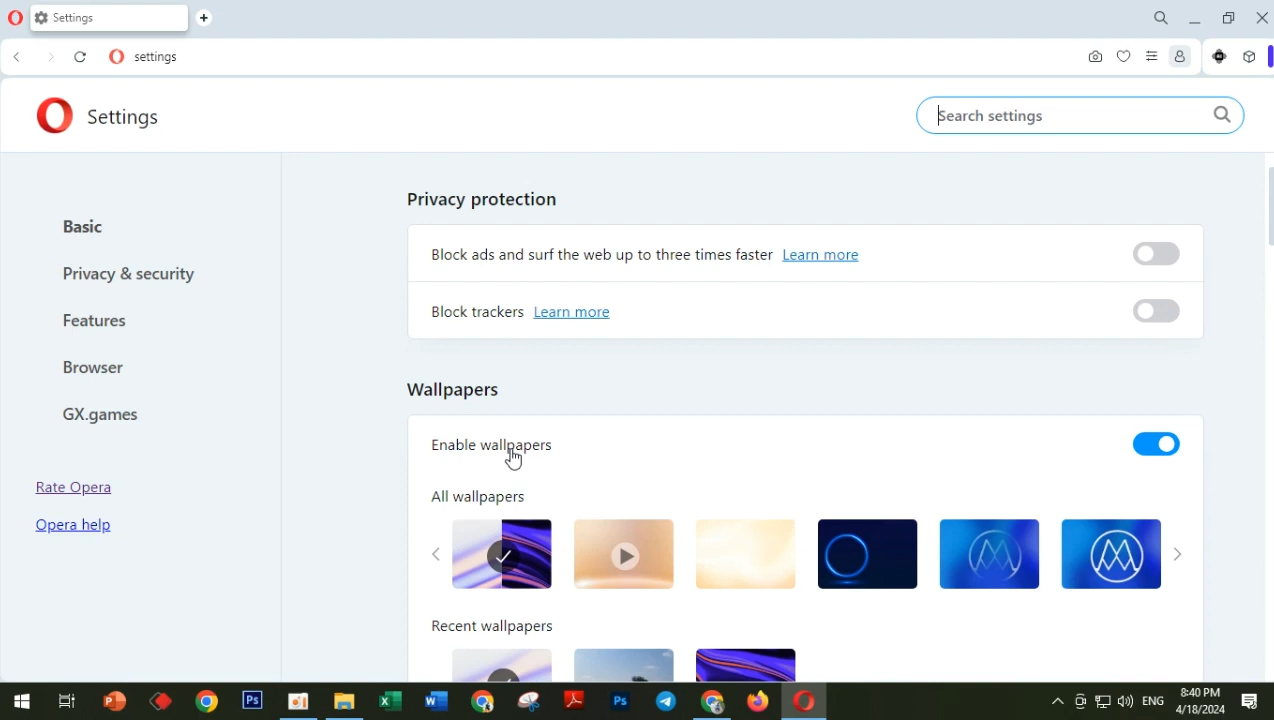 Settings
settings
Settings
Search settings
Basic
Privacy & security
Features
Browser
GX.games
Rate Opera
Opera help
Privacy protection
Block ads and surf the web up to three times faster Learn more
Block trackers Learn more
Wallpapers
Enable wallpapers
All wallpapers
Recent wallpapers
ENG
8:40 PM
4/18/2024